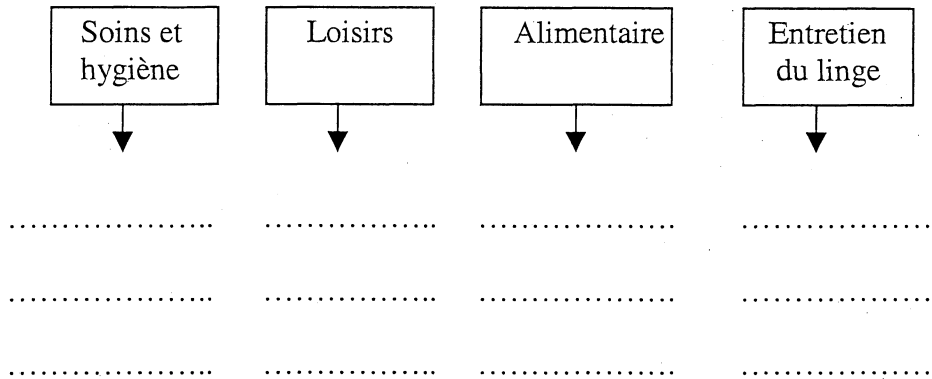 Soins et
hygiène
Loisirs
Alimentaire
Entretien
du linge